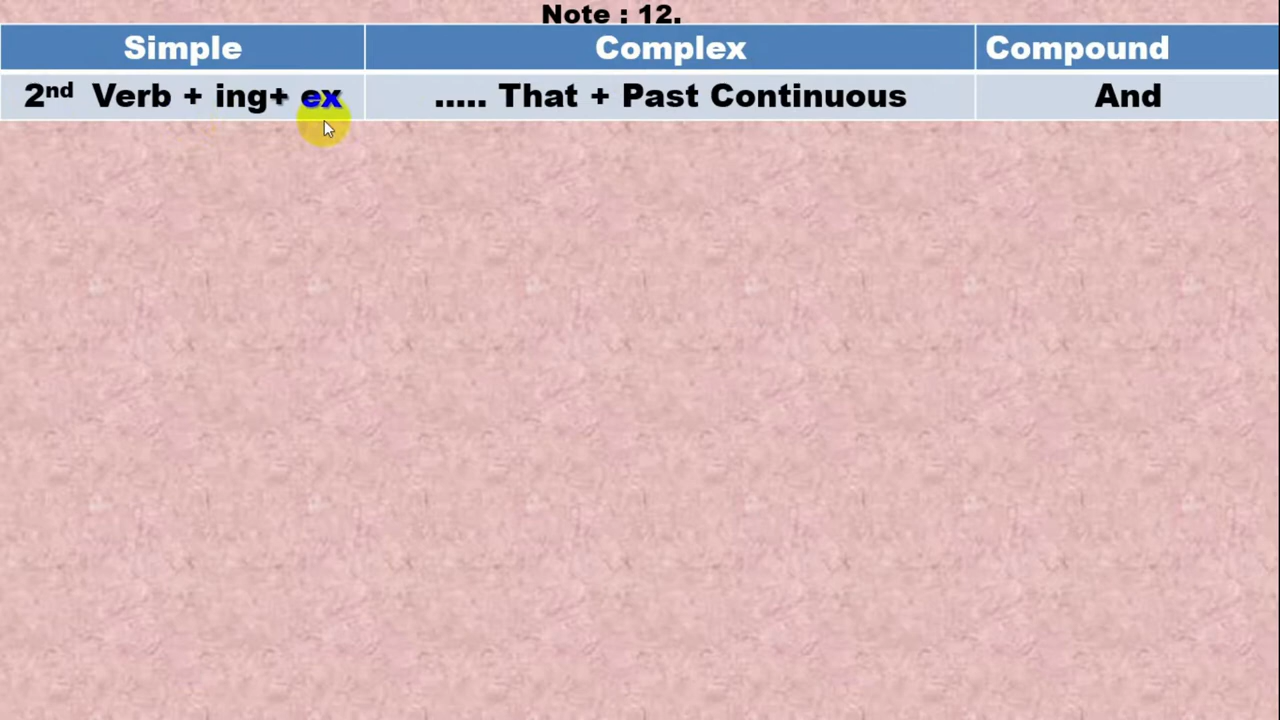 Note : 12.
Simple Complex Compound
2nd Verb + ing+ ex ..... That + Past Continuous And